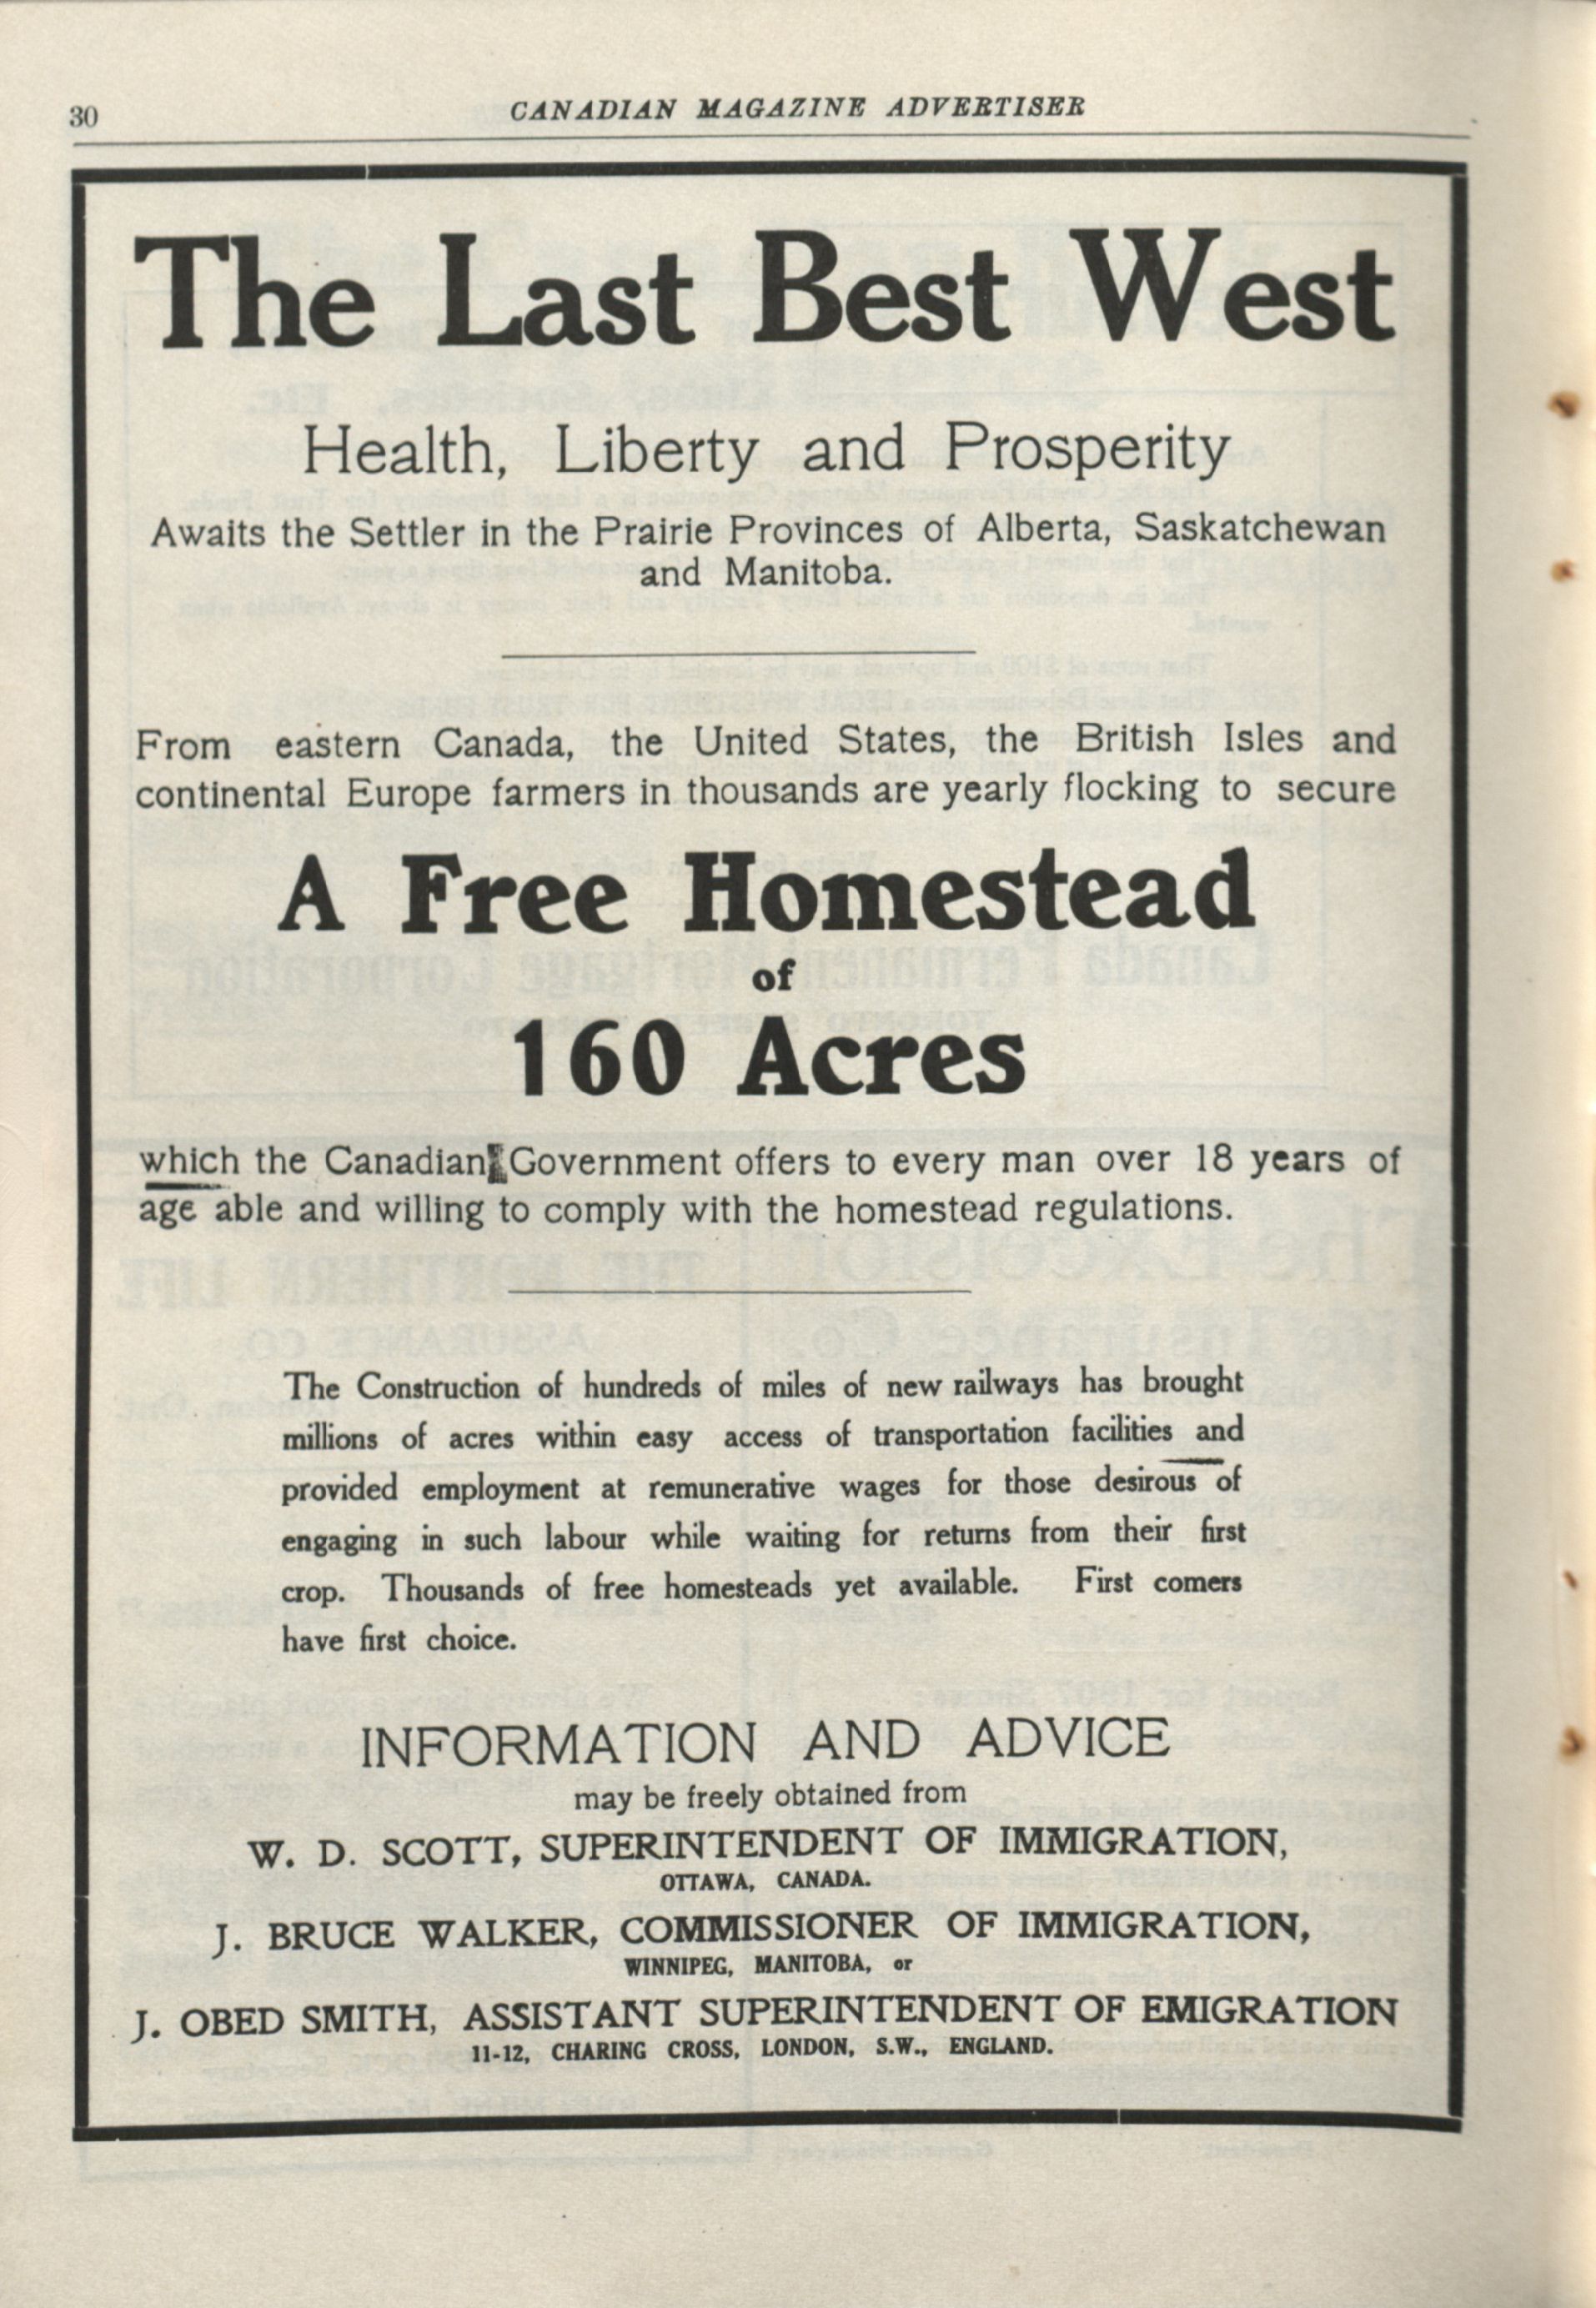 30
CANADIAN MAGAZINE ADVERTISER
The Last Best West
Health, Liberty and Prosperity
Awaits the Settler in the Prairie Provinces of Alberta, Saskatchewan
and Manitoba.
From eastern Canada, the United States, the British Isles and
continental Europe farmers in thousands are yearly flocking to secure
A Free Homestead
of
160 Acres
which the Canadian Government offers to every man over 18 years of
age able and willing to comply with the homestead regulations.
The Construction of hundreds of miles of new railways has brought
millions of acres within easy access of transportation facilities and
provided employment at remunerative wages for those desirous of
engaging in such labour while waiting for returns from their first
crop. Thousands of free homesteads yet available. First comers
have first choice.
INFORMATION AND ADVICE
may be freely obtained from
W. D. SCOTT, SUPERINTENDENT OF IMMIGRATION,
OTTAWA, CANADA.
J. BRUCE WALKER, COMMISSIONER OF IMMIGRATION,
WINNIPEG, MANITOBA, or
J. OBED SMITH, ASSISTANT SUPERINTENDENT OF EMIGRATION
11-12, CHARING CROSS, LONDON, S.W., ENGLAND.